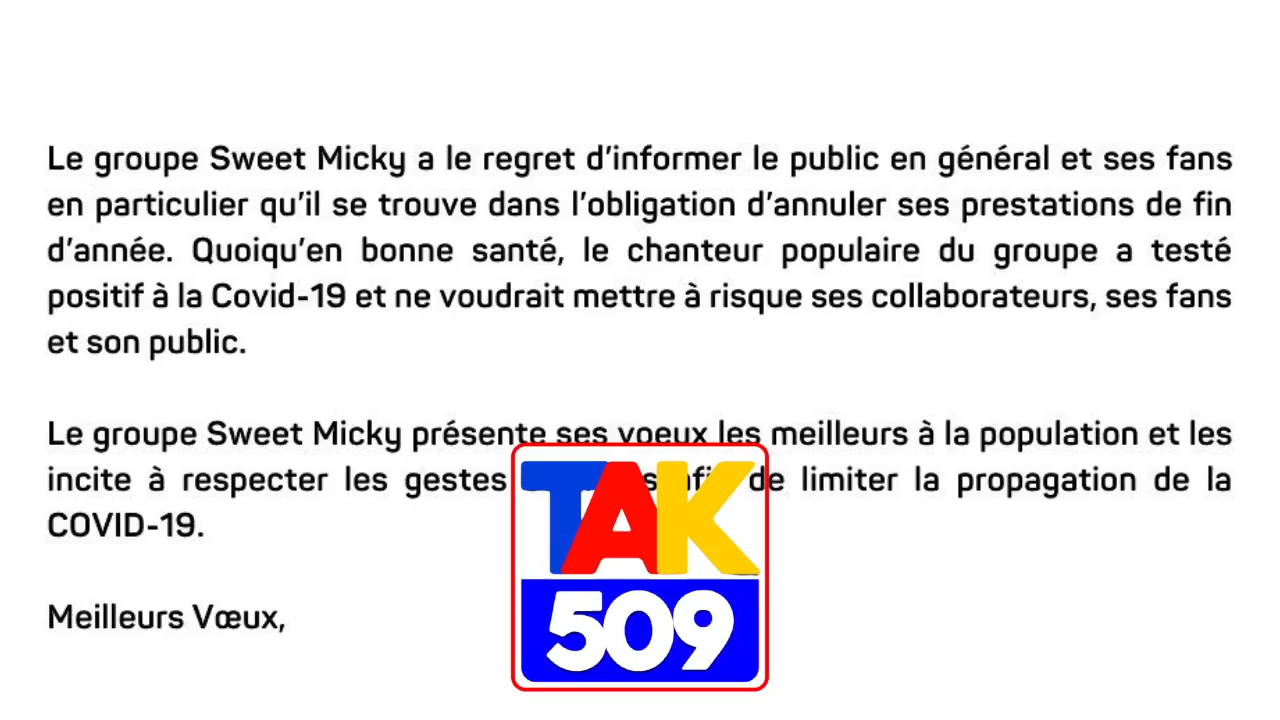 Le groupe Sweet Micky a le regret d’informer le public en général et ses fans
en particulier qu’il se trouve dans l’obligation d’annuler ses prestations de fin
d’année. Quoiqu’en bonne santé, le chanteur populaire du groupe a testé
positif à la Covid-19 et ne voudrait mettre à risque ses collaborateurs, ses fans
et son public.
Le groupe Sweet Micky présente ses voeux les meilleurs à la population et les
incite à respecter les gestes de limiter la propagation de la
COVID-19.
Meilleurs Vœux,
TAK
509